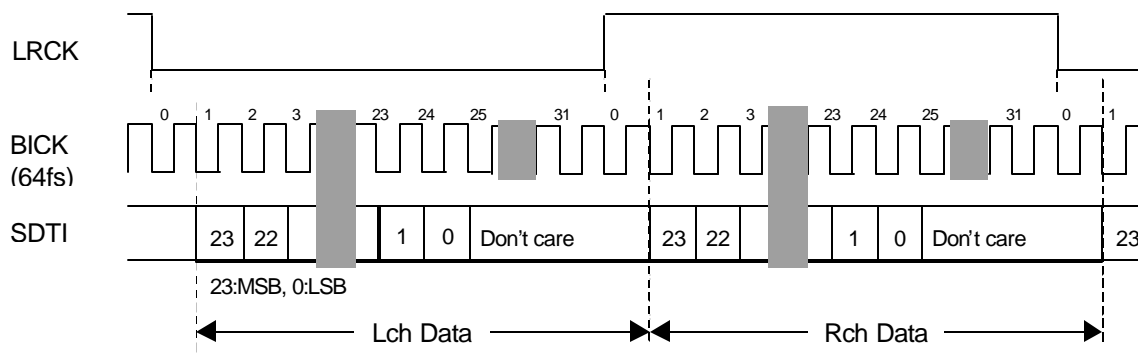 LRCK
0 1 2 3 23 24 25 31 0 1 2 3 23 24 25 31 0 1
BICK
(64fs)
SDTI 23 22 1 0 Don't care 23 22 1 0 Don't care 23
23:MSB, 0:LSB
Lch Data Rch Data